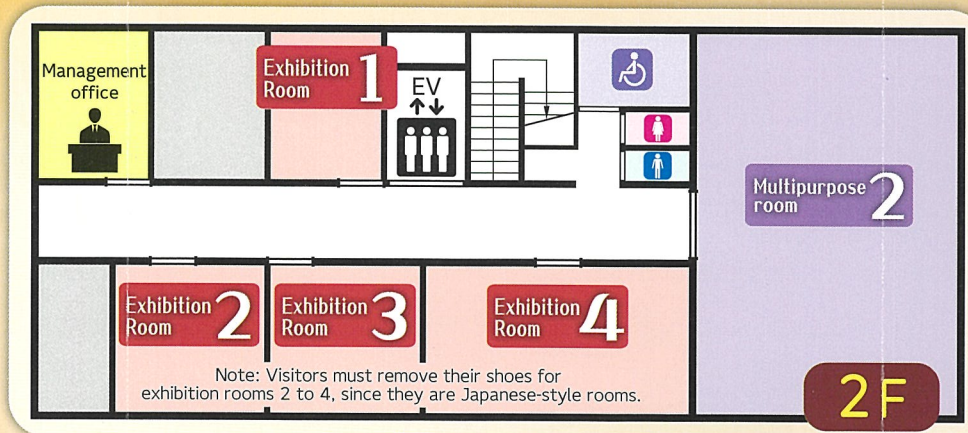 Management
office
Exhibition
Room 1
EV
Multipurpose
room 2
Exhibition
Room 2
Exhibition
Room 3
Exhibition
Room 4
Note: Visitors must remove their shoes for
exhibition rooms 2 to 4, since they are Japanese-style rooms.
2F